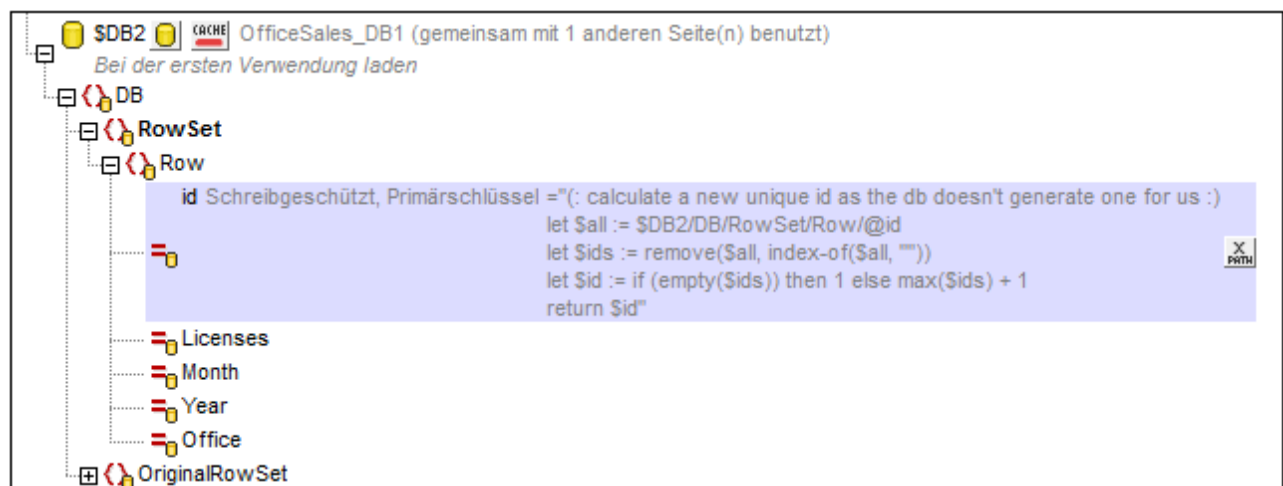 $DB2 CACHE OfficeSales_DB1 (gemeinsam mit 1 anderen Seite(n) benutzt)
Bei der ersten Verwendung laden
DB
RowSet
Row
id Schreibgeschützt, Primärschlüssel ="(: calculate a new unique id as the db doesn't generate one for us :)
let $all := $DB2/DB/RowSet/Row/@id
let $ids := remove($all, index-of($all, ""))
X PATH
let $id := if (empty($ids)) then 1 else max($ids) + 1
return $id"
Licenses
Month
Year
Office
OriginalRowSet